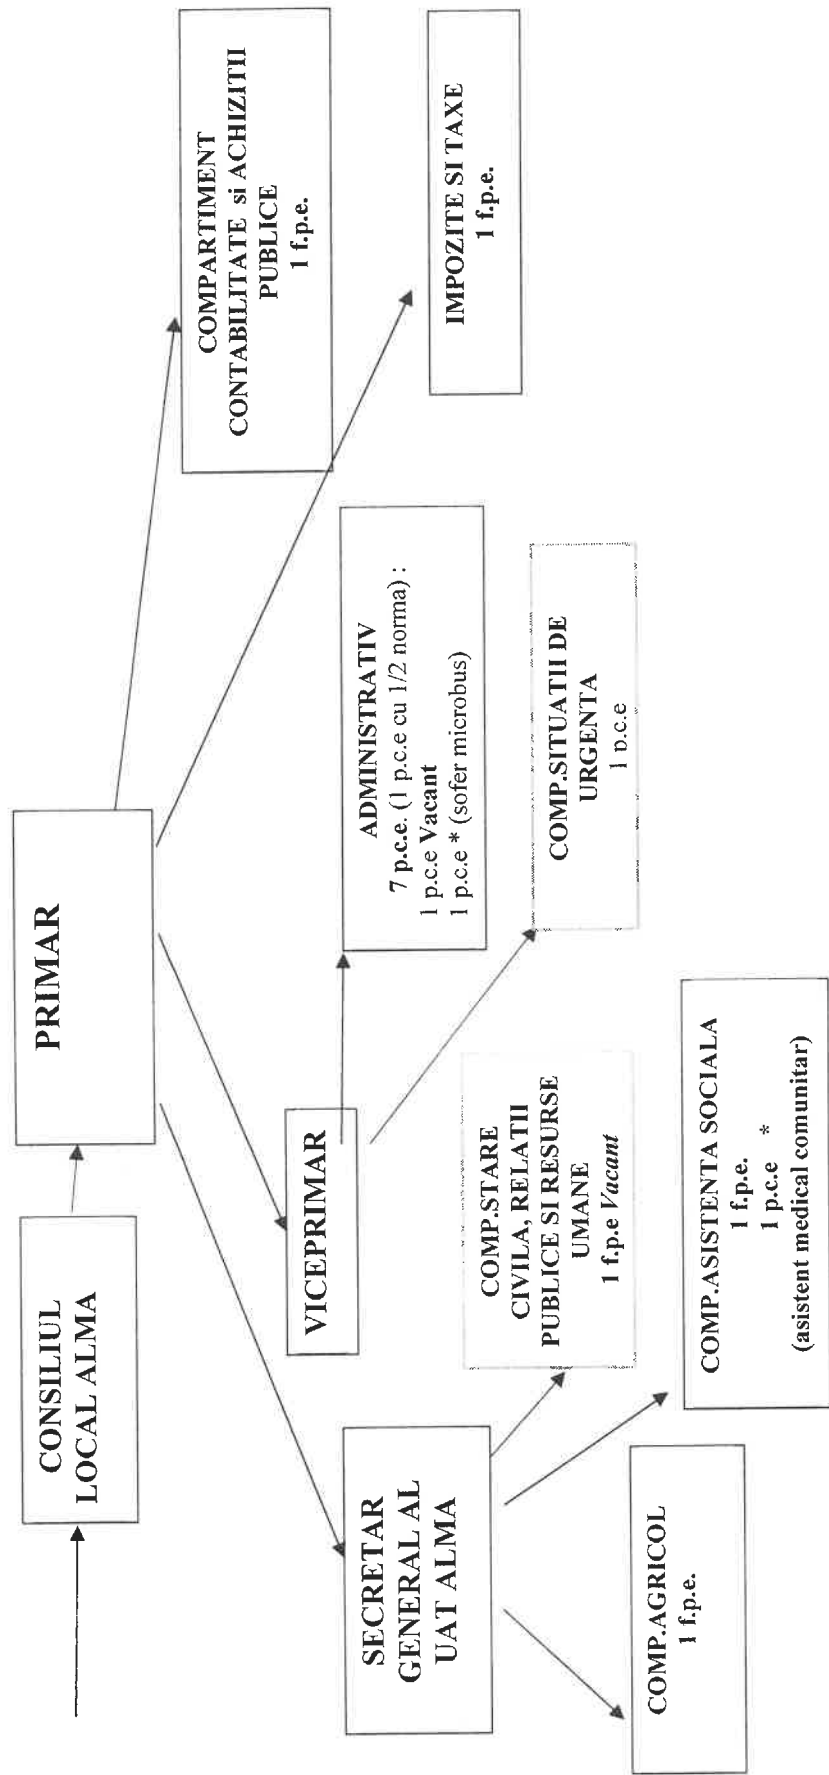 CONSILIUL
LOCAL ALMA
PRIMAR
COMPARTIMENT
CONTABILITATE si ACHIZITII
PUBLICE
1 f.p.e.
IMPOZITE SI TAXE
1 f.p.e.
VICEPRIMAR
ADMINISTRATIV
7 p.c.e. (1 p.c.e cu 1/2 norma) :
1 p.c.e Vacant
1 p.c.e * (sofer microbus)
COMP.SITUATII DE
URGENTA
1 p.c.e
SECRETAR
GENERAL AL
UAT ALMA
COMP.STARE
CIVILA, RELATII
PUBLICE SI RESURSE
UMANE
1 f.p.e Vacant
COMP.ASISTENTA SOCIALA
1 f.p.e.
1 p.c.e *
(asistent medical comunitar)
COMP.AGRICOL
1 f.p.e.